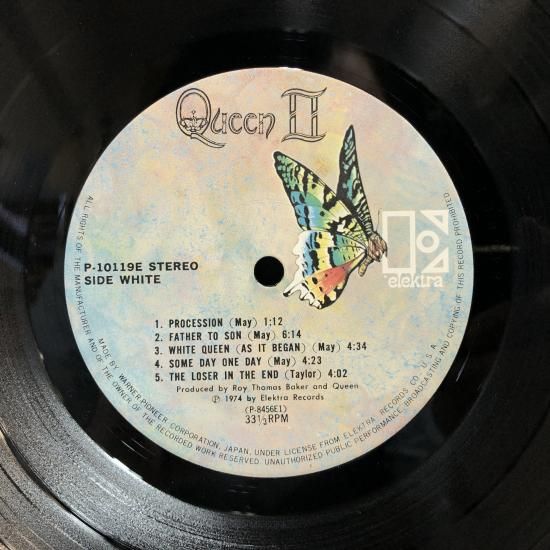 Queen II
elektra
P-10119E STEREO
SIDE WHITE
1. PROCESSION (May) 1:12
2. FATHER TO SON (May) 6:14
3. WHITE QUEEN (AS IT BEGAN) (May) 4:34
4. SOME DAY ONE DAY (May) 4:23
5. THE LOSER IN THE END (Taylor) 4:02
Produced by Roy Thomas Baker and Queen
Ⓟ 1974 by Elektra Records
(P-8456E1)
33⅓RPM
ALL RIGHTS OF THE MANUFACTURER AND OF THE OWNER OF THE RECORDED WORK RESERVED. UNAUTHORIZED PUBLIC PERFORMANCE, BROADCASTING AND COPYING OF THIS RECORD PROHIBITED.
MADE BY WARNER-PIONEER CORPORATION, JAPAN, UNDER LICENSE FROM ELEKTRA RECORDS CO., U.S.A.